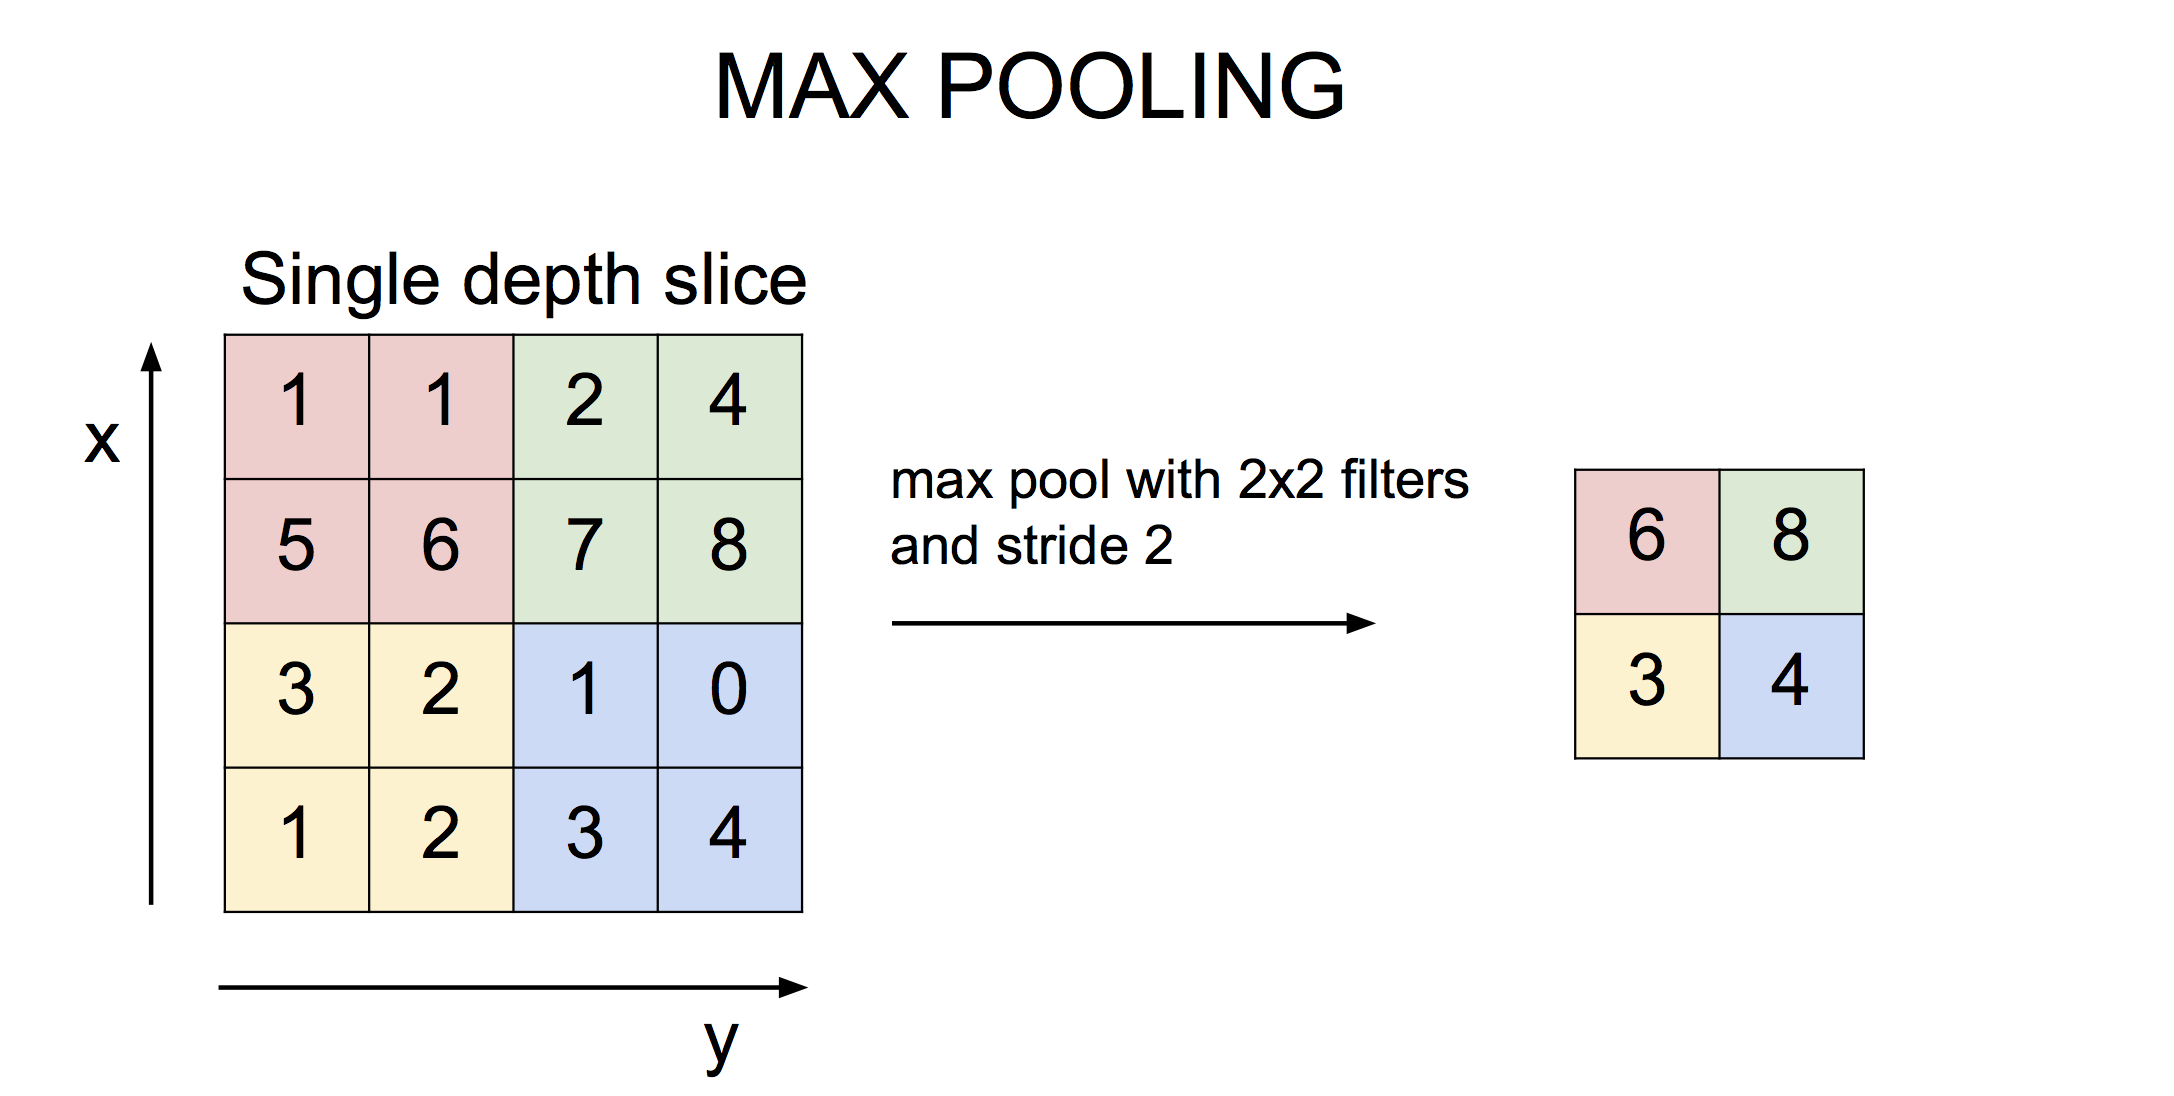 MAX POOLING
Single depth slice
x
1 1 2 4
5 6 7 8
3 2 1 0
1 2 3 4
y
max pool with 2x2 filters
and stride 2
6 8
3 4